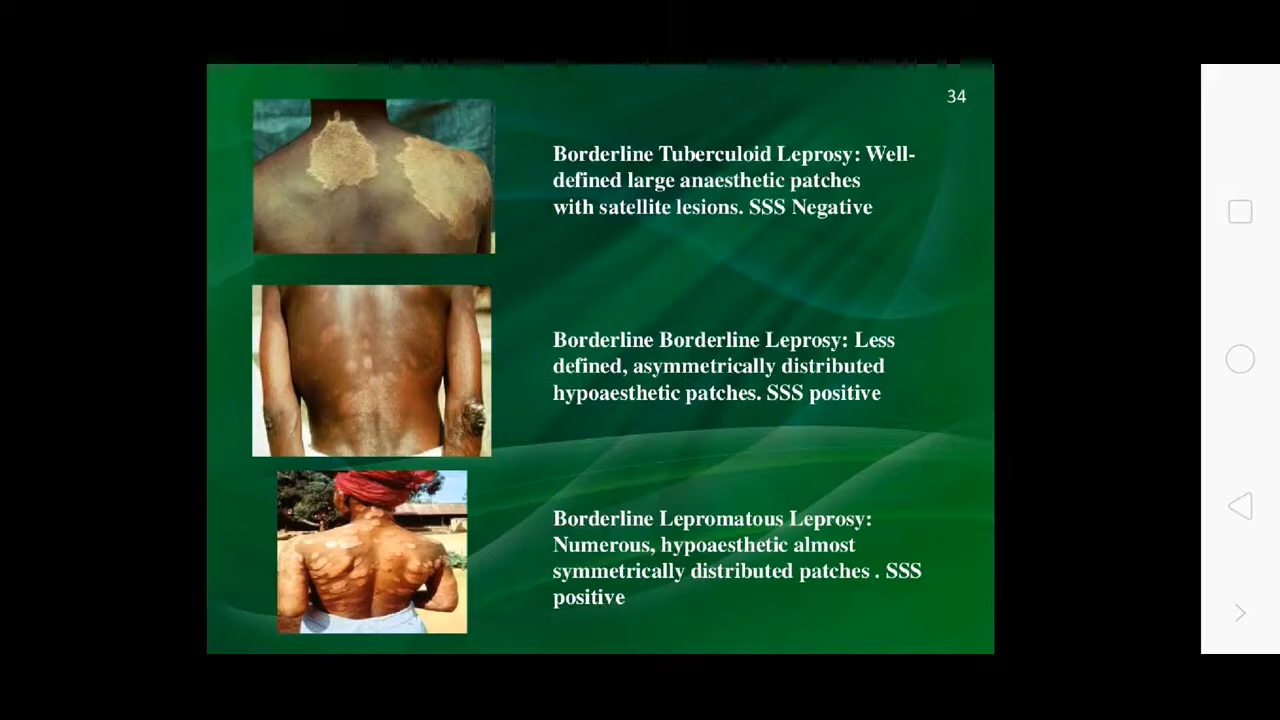 34
Borderline Tuberculoid Leprosy: Well-
defined large anaesthetic patches
with satellite lesions. SSS Negative
Borderline Borderline Leprosy: Less
defined, asymmetrically distributed
hypoaesthetic patches. SSS positive
Borderline Lepromatous Leprosy:
Numerous, hypoaesthetic almost
symmetrically distributed patches . SSS
positive